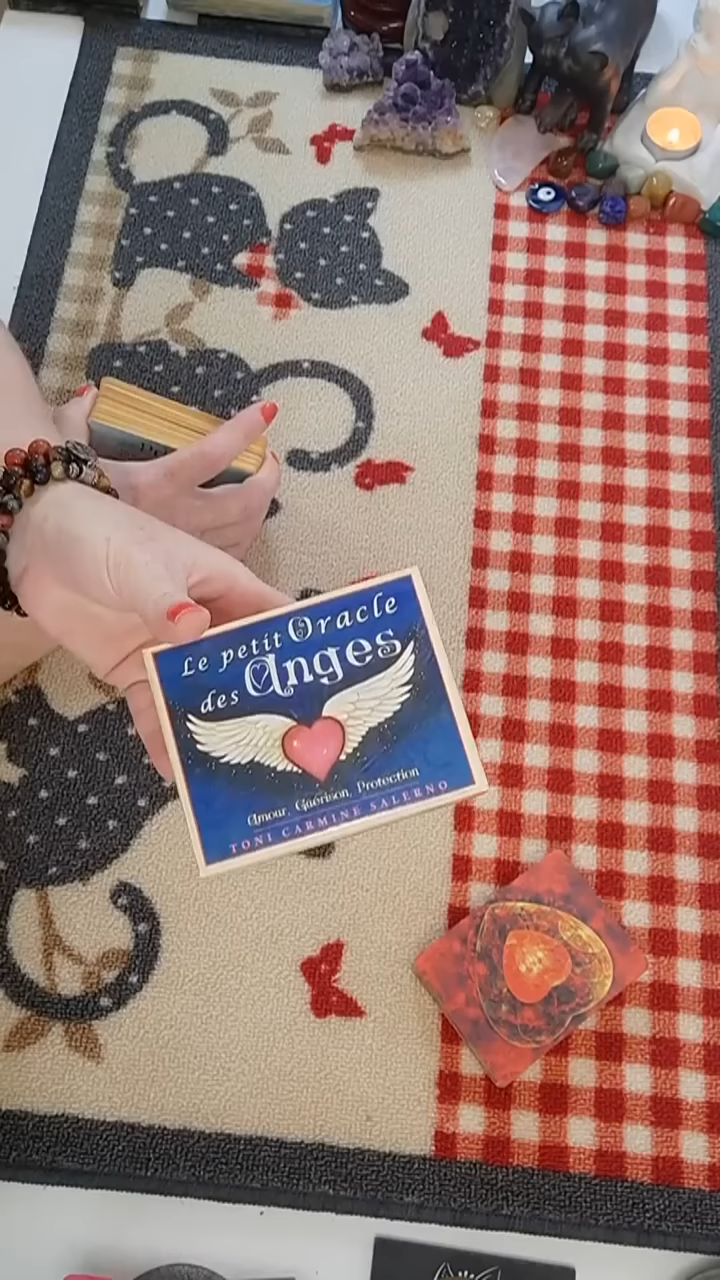 Le petit Oracle
des Anges
Amour, Guérison, Protection
TONI CARMINE SALERNO